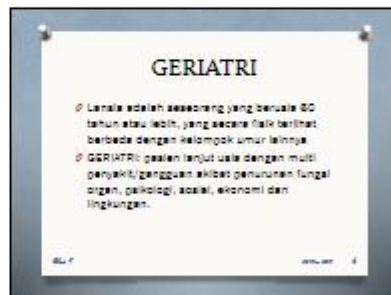 GERIATRI
Lansia adalah seseorang yang berusia 60
tahun atau lebih, yang secara fisik terlihat
berbeda dengan kelompok umur lainnya
GERIATRI: pasien lanjut usia dengan multi
penyakit/gangguan akibat penurunan fungsi
organ, psikologi, sosial, ekonomi dan
lingkungan.